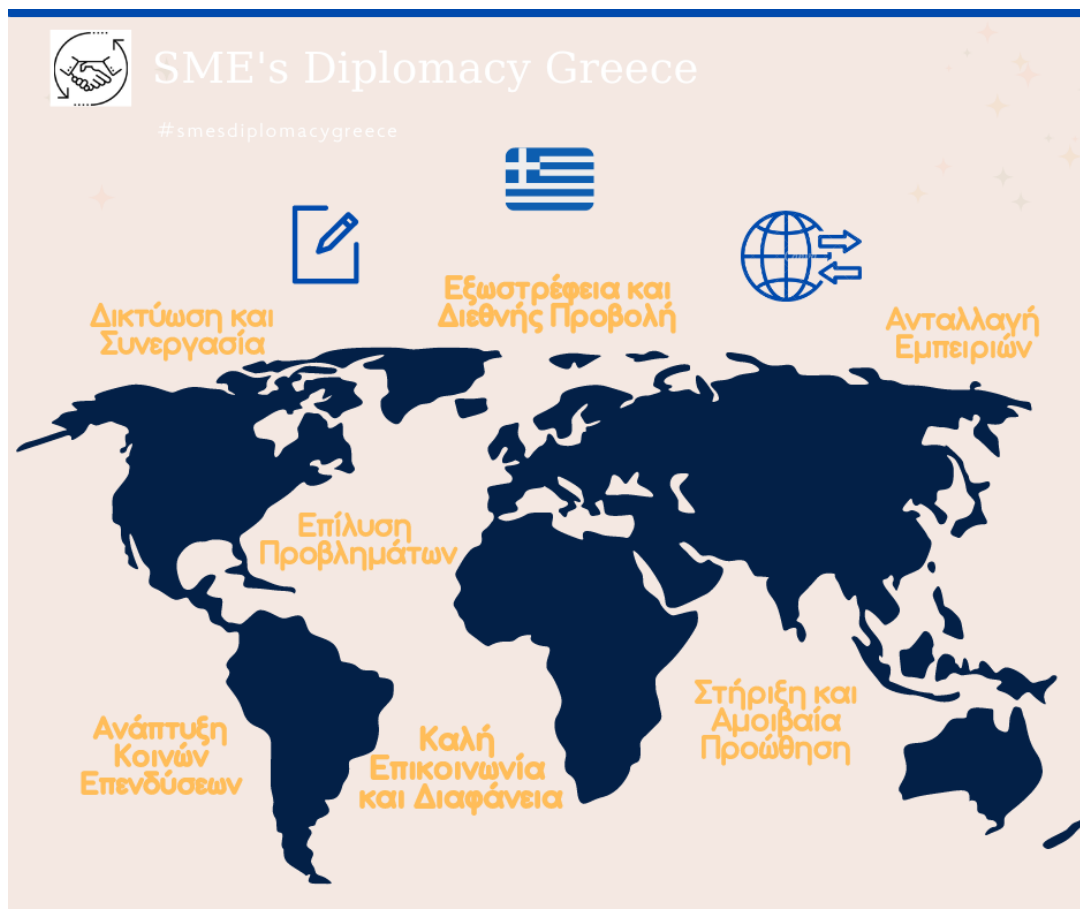 SME's Diplomacy Greece
#smesdiplomacygreece
Εξωστρέφεια και
Διεθνής Προβολή
Δικτύωση και
Συνεργασία
Ανταλλαγή
Εμπειριών
Επίλυση
Προβλημάτων
Στήριξη και
Αμοιβαία
Προώθηση
Ανάπτυξη
Κοινών
Επενδύσεων
Καλή
Επικοινωνία
και Διαφάνεια